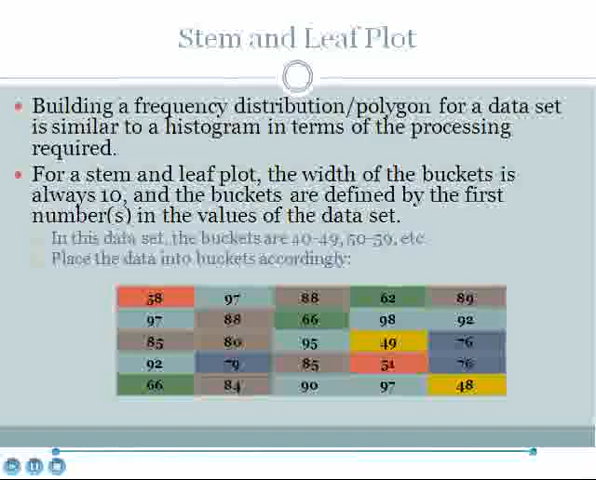 Stem and Leaf Plot
Building a frequency distribution/polygon for a data set
is similar to a histogram in terms of the processing
required.
For a stem and leaf plot, the width of the buckets is
always 10, and the buckets are defined by the first
number(s) in the values of the data set.
In this data set, the buckets are 40-49, 50-59, etc.
Place the data into buckets accordingly:
58 97 88 62 89
97 88 66 98 92
85 80 95 49 76
92 79 85 51 76
66 84 90 97 48